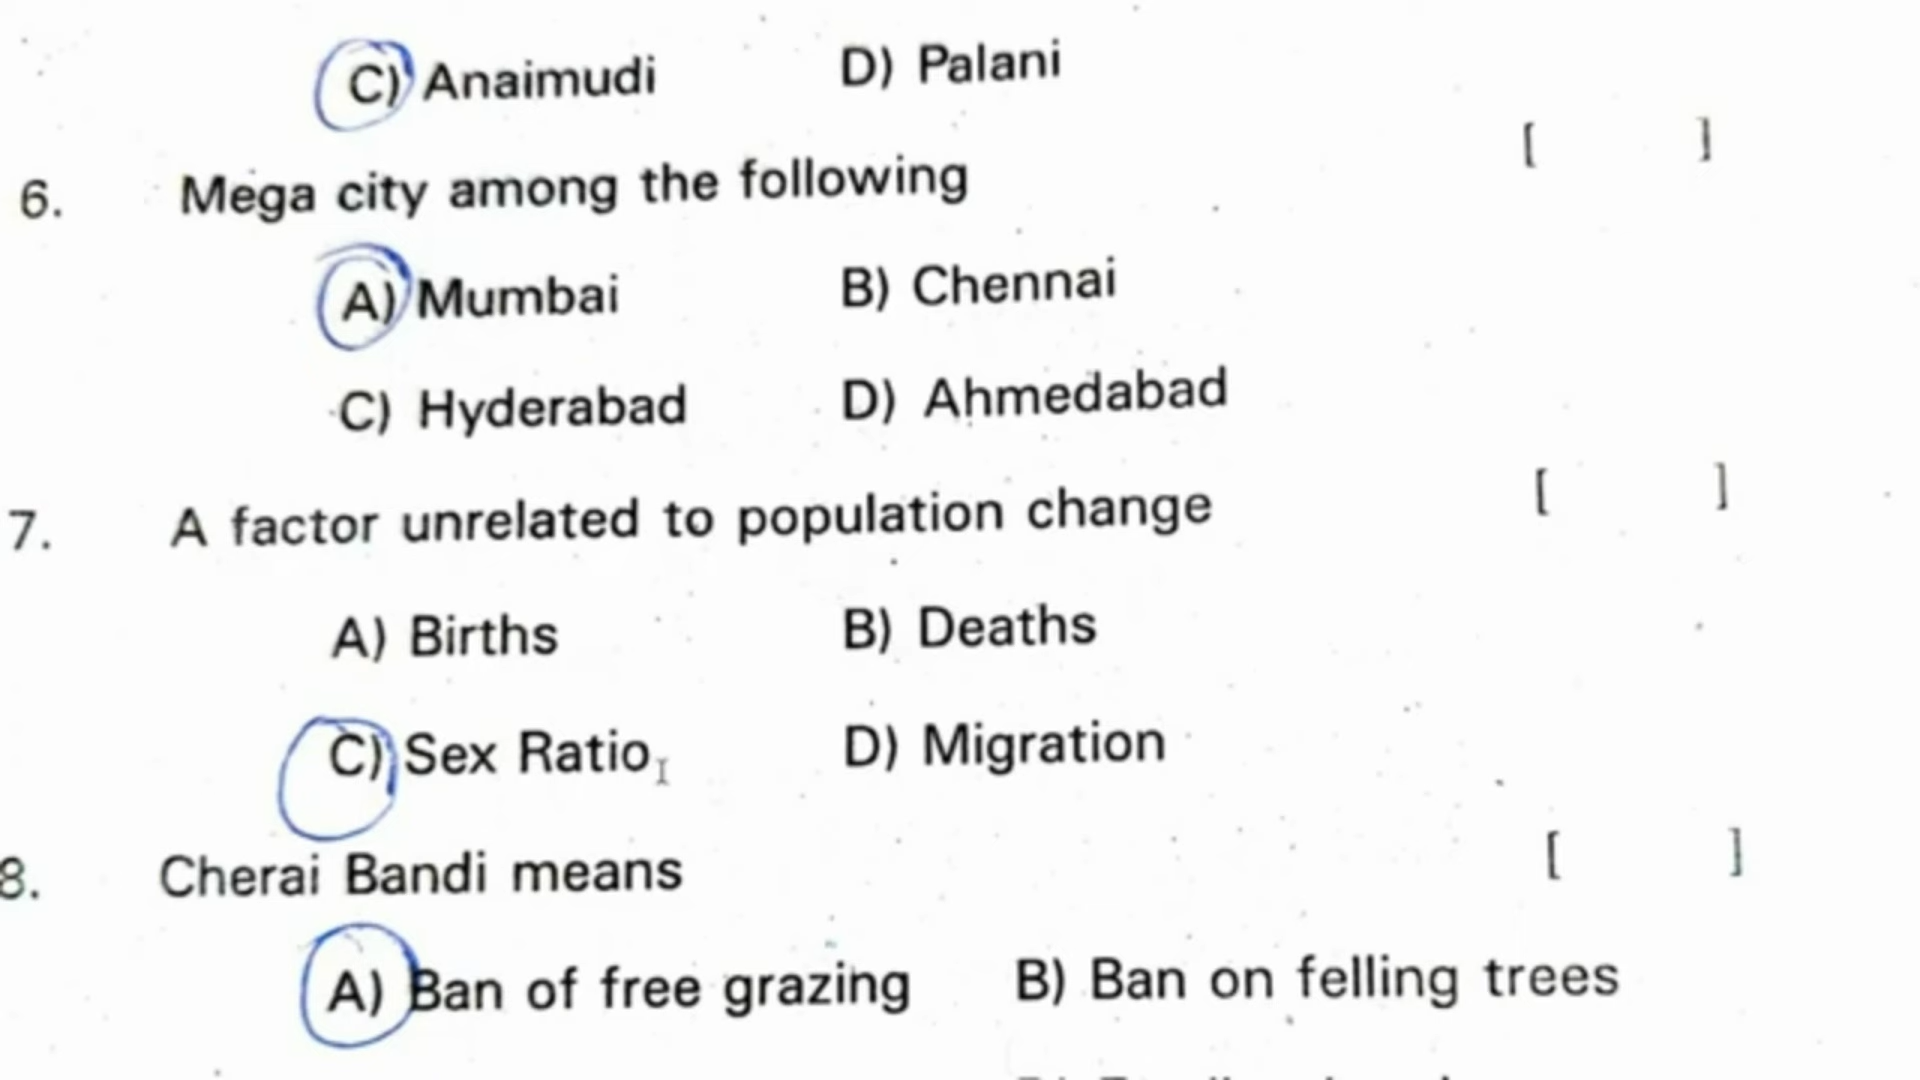 C) Anaimudi D) Palani
6. Mega city among the following [ ]
A) Mumbai B) Chennai
C) Hyderabad D) Ahmedabad
7. A factor unrelated to population change [ ]
A) Births B) Deaths
C) Sex Ratio D) Migration
8. Cherai Bandi means [ ]
A) Ban of free grazing B) Ban on felling trees